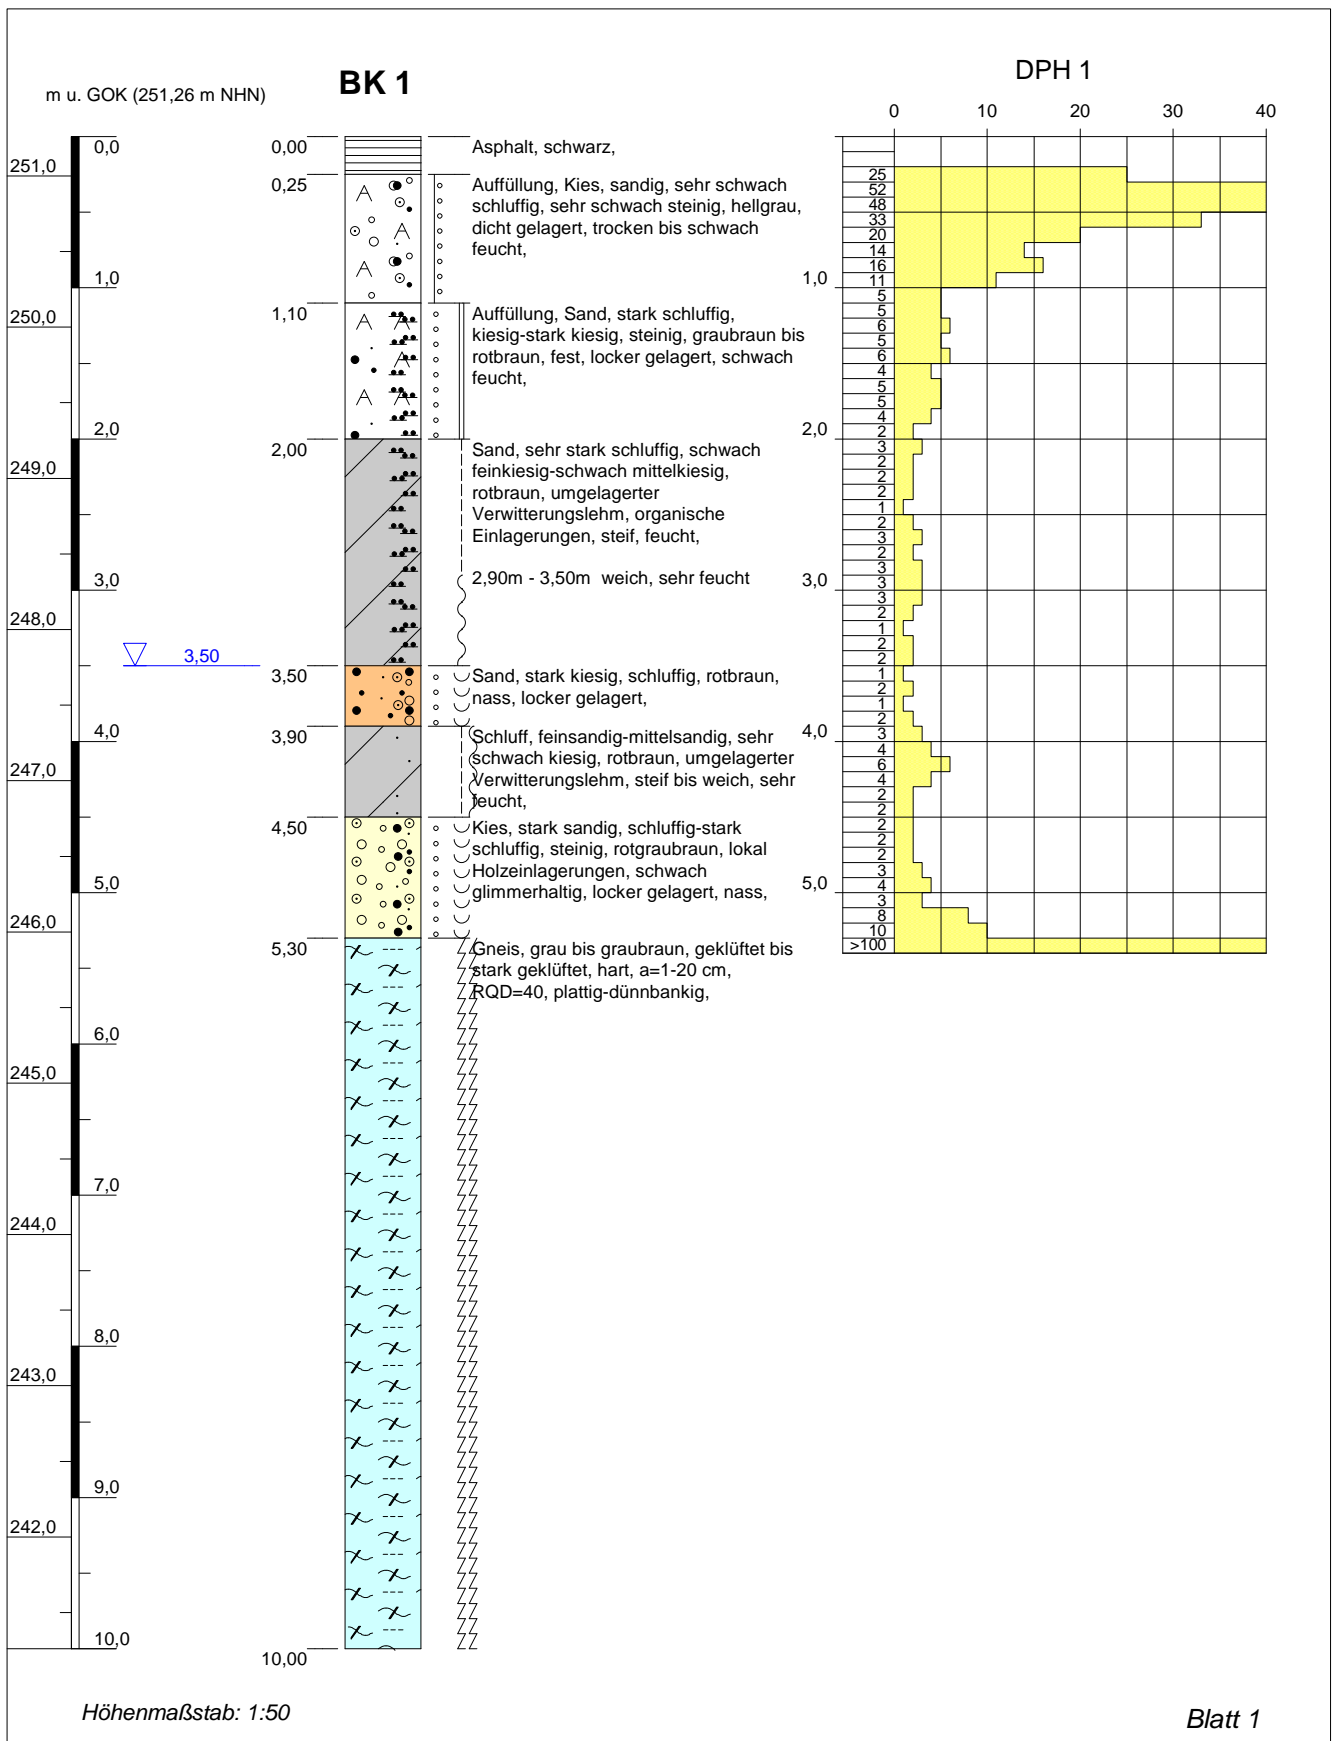 BK 1
DPH 1
m u. GOK (251,26 m NHN)
0 10 20 30 40
0,0
1,0
2,0
3,0
4,0
5,0
6,0
7,0
8,0
9,0
10,0
251,0
250,0
249,0
248,0
247,0
246,0
245,0
244,0
243,0
242,0
3,50
0,00
Asphalt, schwarz,
0,25
Auffüllung, Kies, sandig, sehr schwach
schluffig, sehr schwach steinig, hellgrau,
dicht gelagert, trocken bis schwach
feucht,
1,10
Auffüllung, Sand, stark schluffig,
kiesig-stark kiesig, steinig, graubraun bis
rotbraun, fest, locker gelagert, schwach
feucht,
2,00
Sand, sehr stark schluffig, schwach
feinkiesig-schwach mittelkiesig,
rotbraun, umgelagerter
Verwitterungslehm, organische
Einlagerungen, steif, feucht,
2,90m - 3,50m weich, sehr feucht
3,50
Sand, stark kiesig, schluffig, rotbraun,
nass, locker gelagert,
3,90
Schluff, feinsandig-mittelsandig, sehr
schwach kiesig, rotbraun, umgelagerter
Verwitterungslehm, steif bis weich, sehr
feucht,
4,50
Kies, stark sandig, schluffig-stark
schluffig, steinig, rotgraubraun, lokal
Holzeinlagerungen, schwach
glimmerhaltig, locker gelagert, nass,
5,30
Gneis, grau bis graubraun, geklüftet bis
stark geklüftet, hart, a=1-20 cm,
RQD=40, plattig-dünnbankig,
10,00
1,0
2,0
3,0
4,0
5,0
25
52
48
33
20
14
16
11
5
5
6
5
6
4
5
5
4
2
3
2
2
2
1
2
3
2
3
3
3
2
1
2
2
1
2
1
2
3
4
6
4
2
2
2
2
2
3
4
3
8
10
>100
Höhenmaßstab: 1:50
Blatt 1